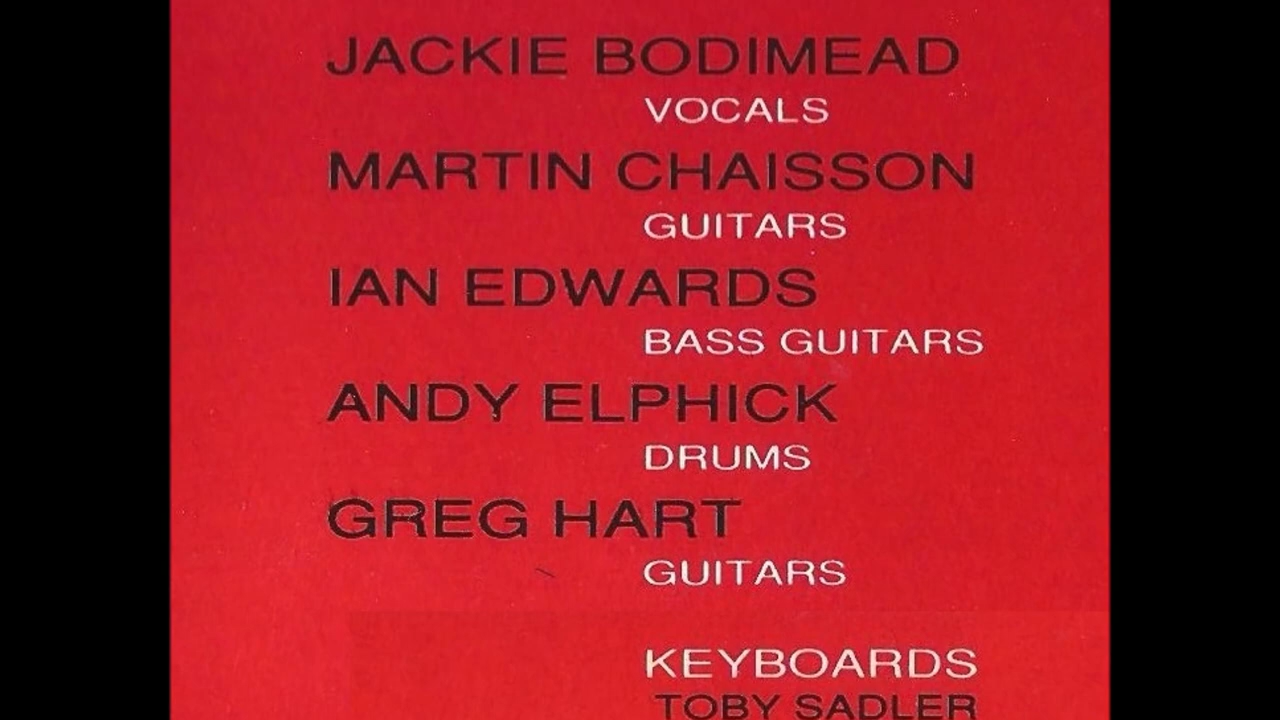 JACKIE BODIMEAD
VOCALS
MARTIN CHAISSON
GUITARS
IAN EDWARDS
BASS GUITARS
ANDY ELPHICK
DRUMS
GREG HART
GUITARS
KEYBOARDS
TOBY SADLER